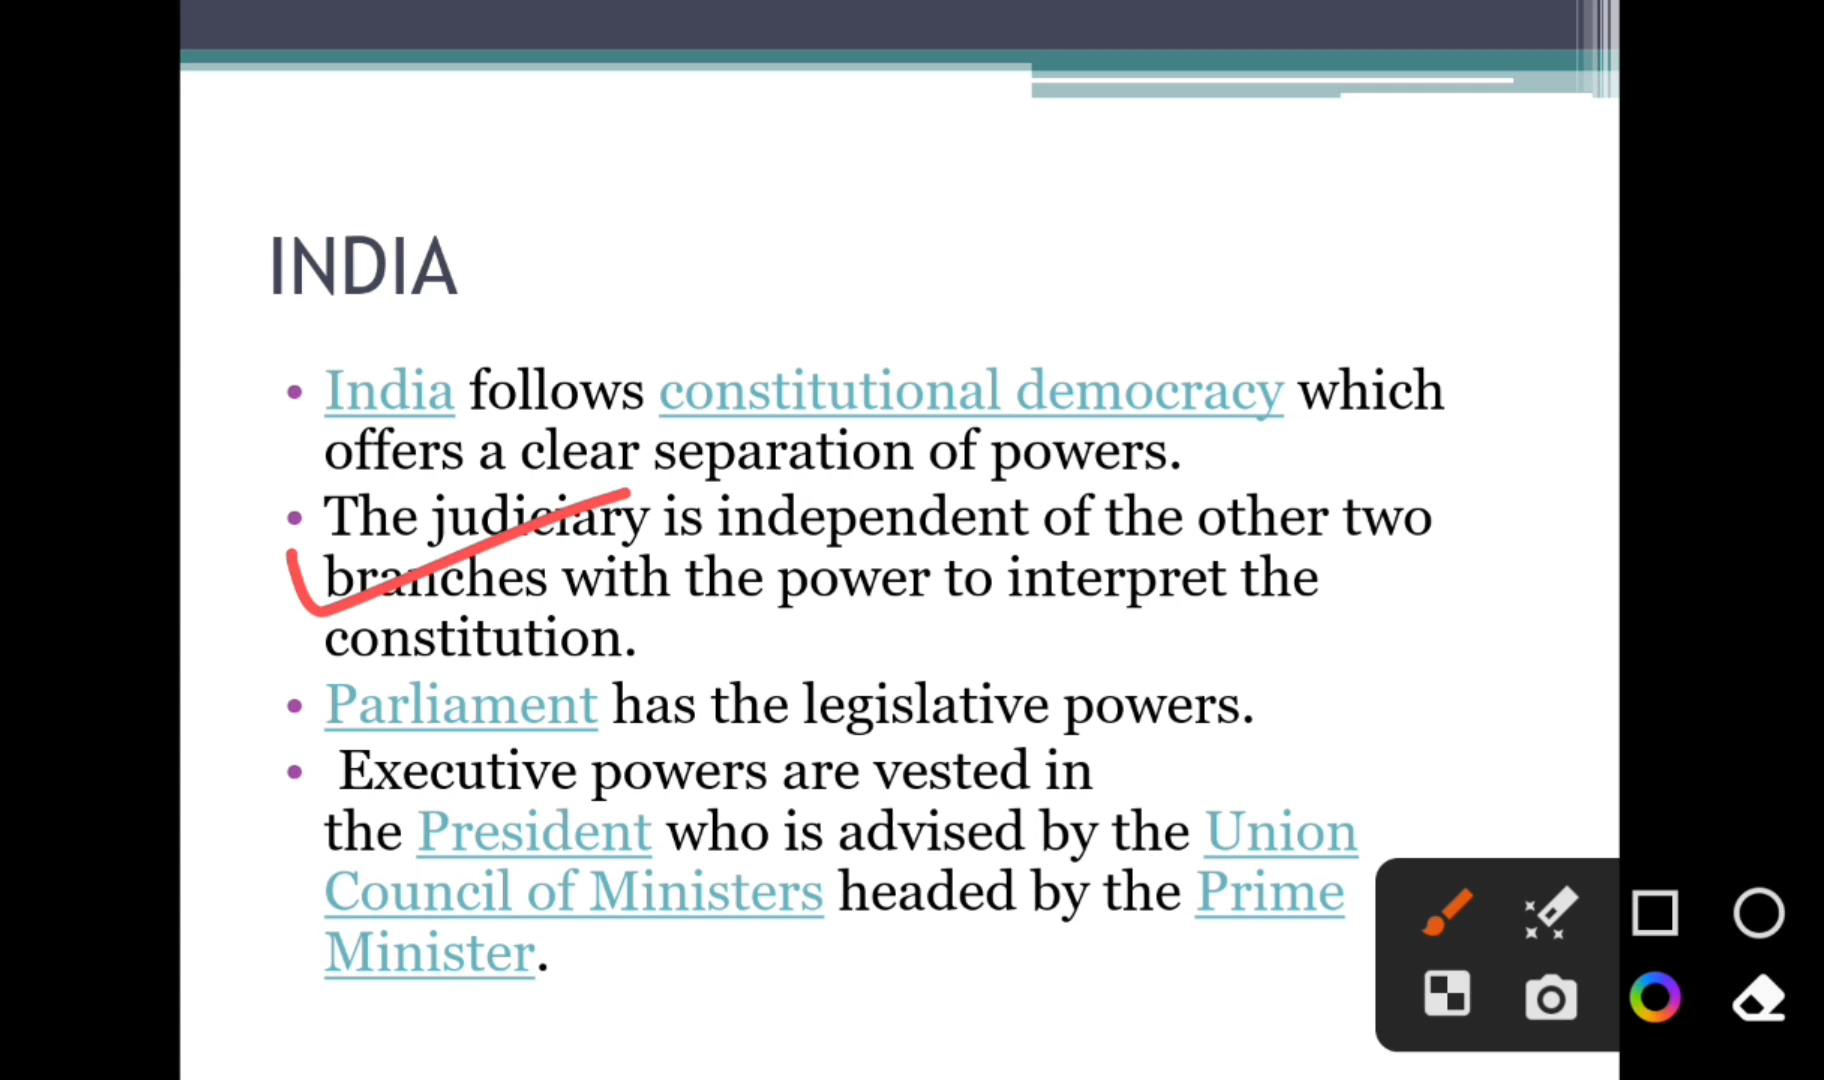 INDIA
• India follows constitutional democracy which
offers a clear separation of powers.
• The judiciary is independent of the other two
branches with the power to interpret the
constitution.
• Parliament has the legislative powers.
• Executive powers are vested in
the President who is advised by the Union
Council of Ministers headed by the Prime
Minister.